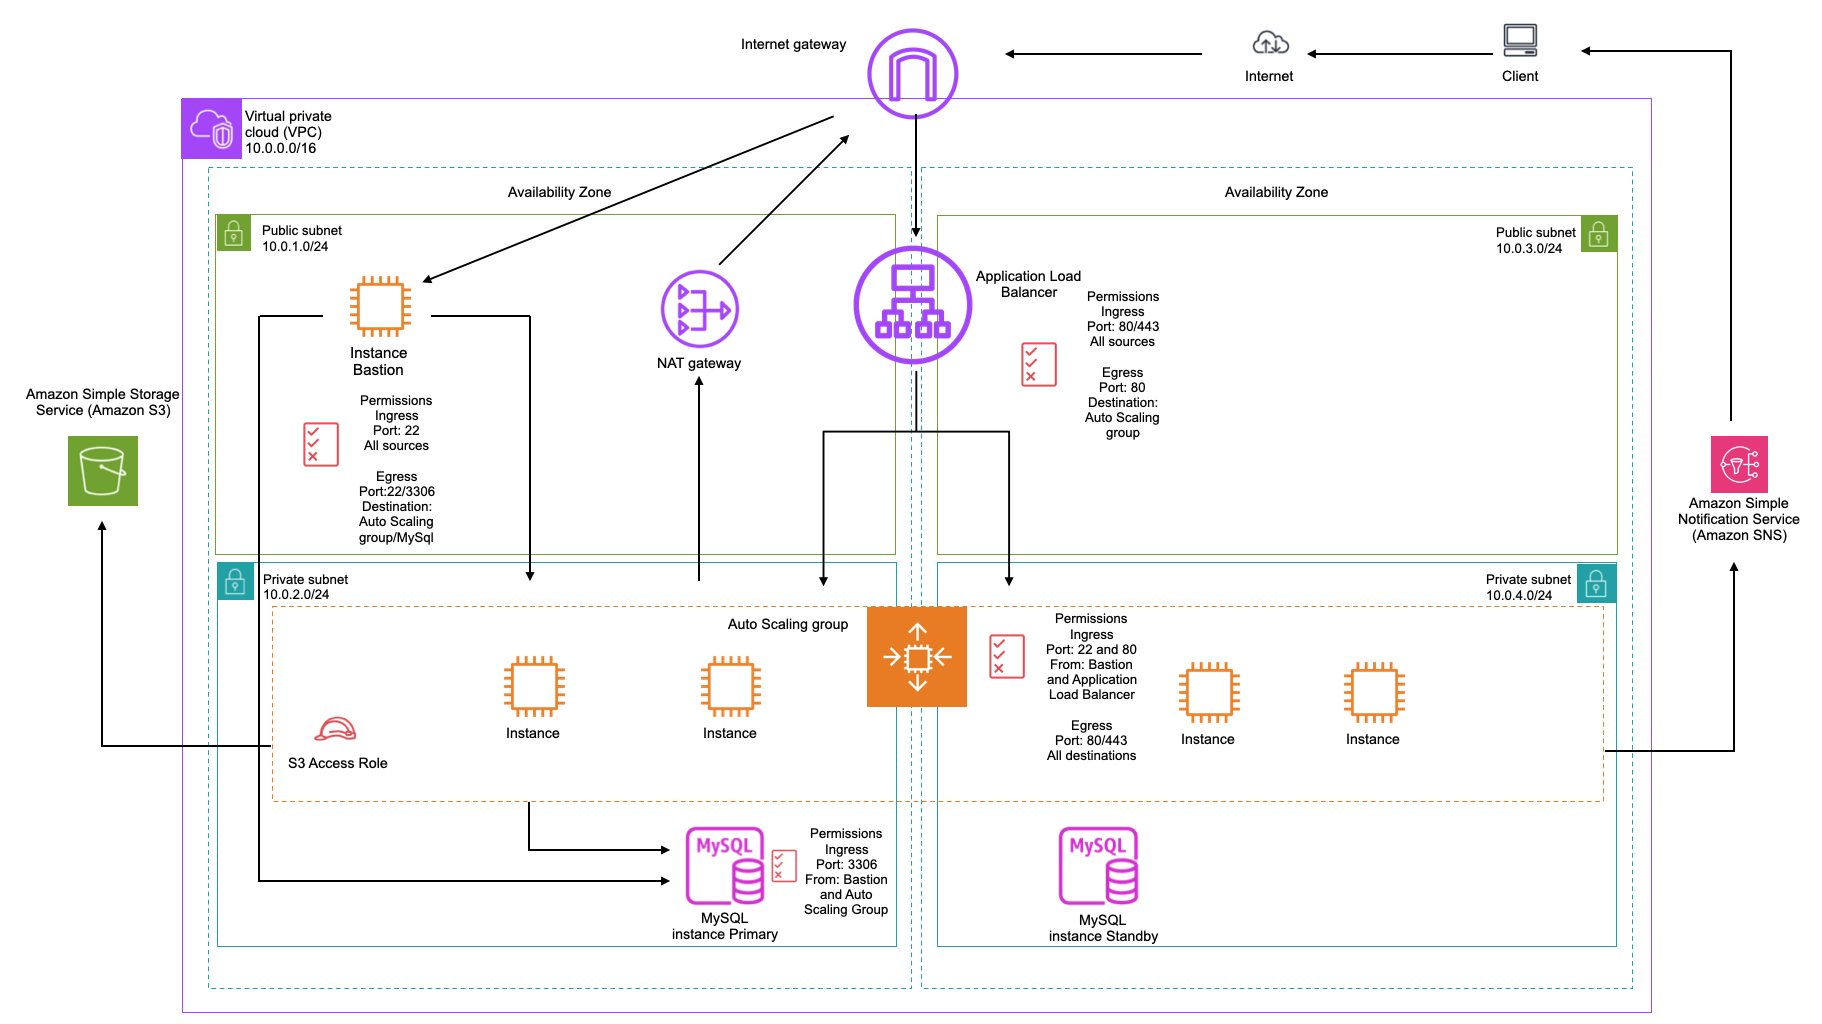 Internet gateway
Internet
Client
Virtual private
cloud (VPC)
10.0.0.0/16
Availability Zone
Availability Zone
Public subnet
10.0.1.0/24
Public subnet
10.0.3.0/24
Instance
Bastion
Permissions
Ingress
Port: 22
All sources
Egress
Port:22/3306
Destination:
Auto Scaling
group/MySql
NAT gateway
Application Load
Balancer
Permissions
Ingress
Port: 80/443
All sources
Egress
Port: 80
Destination:
Auto Scaling
group
Amazon Simple Storage
Service (Amazon S3)
Amazon Simple
Notification Service
(Amazon SNS)
Private subnet
10.0.2.0/24
Private subnet
10.0.4.0/24
Auto Scaling group
Permissions
Ingress
Port: 22 and 80
From: Bastion
and Application
Load Balancer
Egress
Port: 80/443
All destinations
Instance
Instance
Instance
Instance
S3 Access Role
MySQL
MySQL
instance Primary
Permissions
Ingress
Port: 3306
From: Bastion
and Auto
Scaling Group
MySQL
MySQL
instance Standby